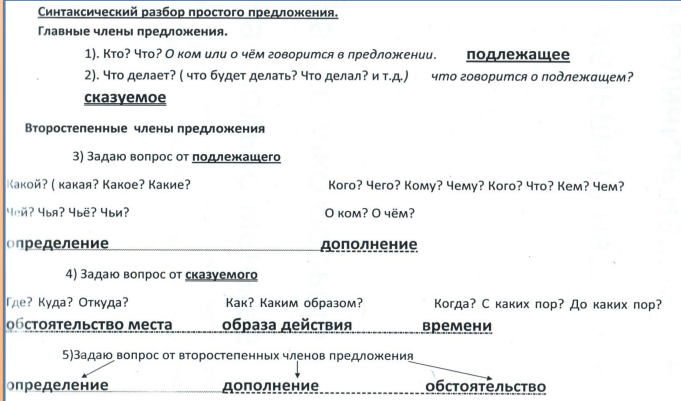 Синтаксический разбор простого предложения.
Главные члены предложения.
1). Кто? Что? О ком или о чём говорится в предложении. подлежащее
2). Что делает? ( что будет делать? Что делал? и т.д.) что говорится о подлежащем?
сказуемое
Второстепенные члены предложения
3) Задаю вопрос от подлежащего
Какой? ( какая? Какое? Какие? Кого? Чего? Кому? Чему? Кого? Что? Кем? Чем?
Чей? Чья? Чьё? Чьи? О ком? О чём?
определение дополнение
4) Задаю вопрос от сказуемого
Где? Куда? Откуда? Как? Каким образом? Когда? С каких пор? До каких пор?
обстоятельство места образа действия времени
5)Задаю вопрос от второстепенных членов предложения
определение дополнение обстоятельство